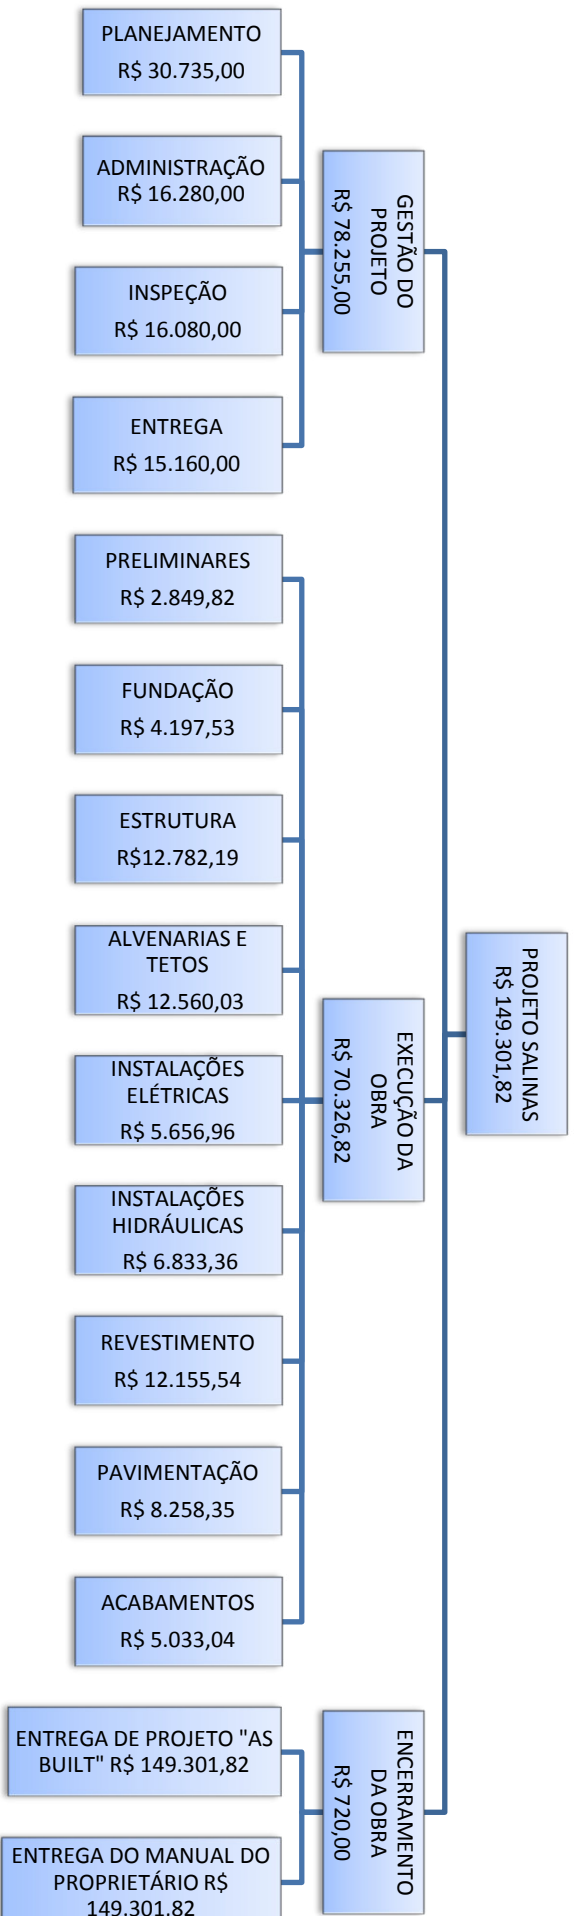 PROJETO SALINAS
R$ 149.301,82
GESTÃO DO
PROJETO
R$ 78.255,00
PLANEJAMENTO
R$ 30.735,00
ADMINISTRAÇÃO
R$ 16.280,00
INSPEÇÃO
R$ 16.080,00
ENTREGA
R$ 15.160,00
EXECUÇÃO DA
OBRA
R$ 70.326,82
PRELIMINARES
R$ 2.849,82
FUNDAÇÃO
R$ 4.197,53
ESTRUTURA
R$12.782,19
ALVENARIAS E
TETOS
R$ 12.560,03
INSTALAÇÕES
ELÉTRICAS
R$ 5.656,96
INSTALAÇÕES
HIDRÁULICAS
R$ 6.833,36
REVESTIMENTO
R$ 12.155,54
PAVIMENTAÇÃO
R$ 8.258,35
ACABAMENTOS
R$ 5.033,04
ENCERRAMENTO
DA OBRA
R$ 720,00
ENTREGA DE PROJETO "AS
BUILT" R$ 149.301,82
ENTREGA DO MANUAL DO
PROPRIETÁRIO R$
149.301,82